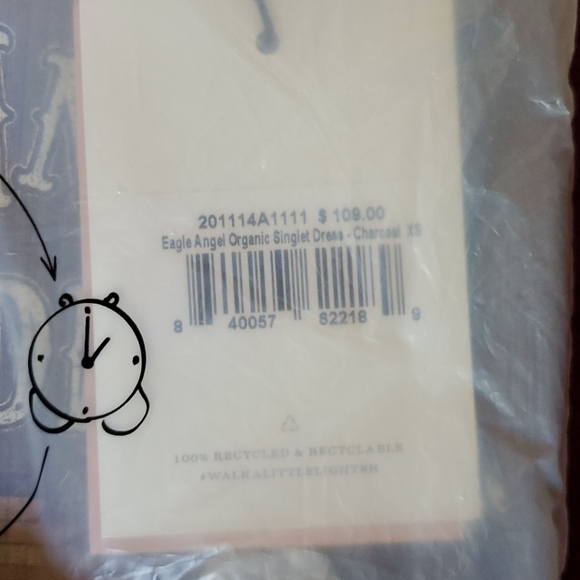 201114A1111 $ 109.00
Eagle Angel Organic Singlet Dress - Charcoal XS
8 40057 62218 9
100% RECYCLED & RECYCLABLE
#WALKALITTLELIGHTER